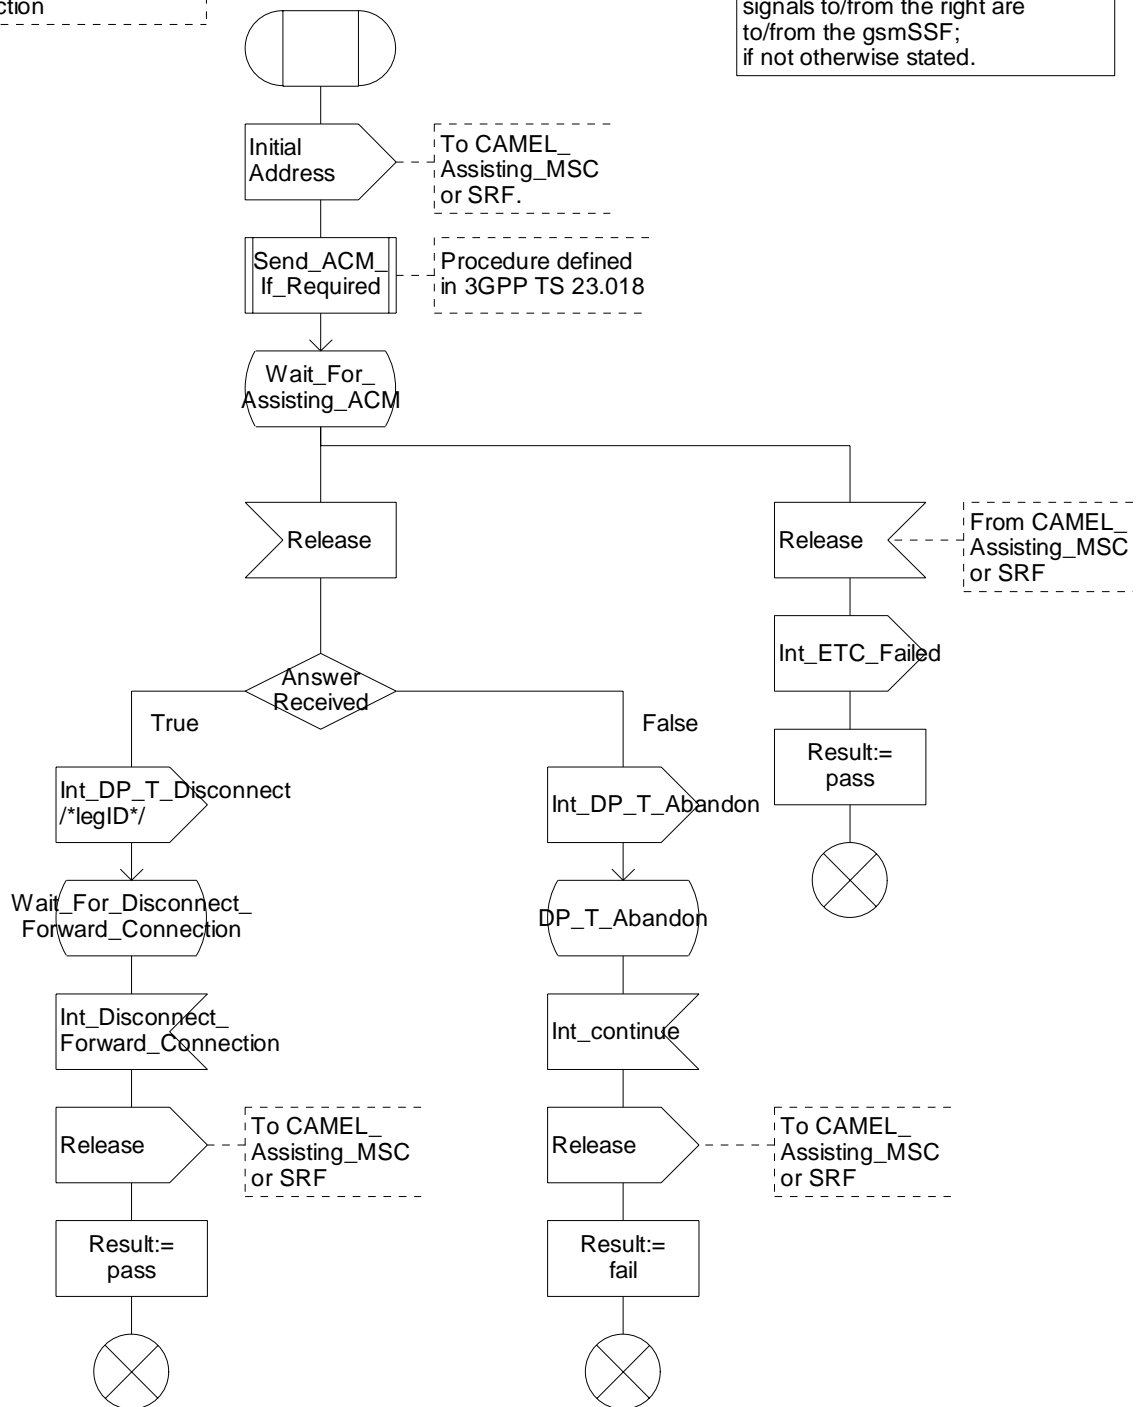 ction
signals to/from the right are
to/from the gsmSSF;
if not otherwise stated.
Initial
Address
To CAMEL_
Assisting_MSC
or SRF.
Send_ACM_
If_Required
Procedure defined
in 3GPP TS 23.018
Wait_For_
Assisting_ACM
Release
Release
From CAMEL_
Assisting_MSC
or SRF
Int_ETC_Failed
Answer
Received
True
False
Result:=
pass
Int_DP_T_Disconnect
/*legID*/
Int_DP_T_Abandon
Wait_For_Disconnect_
Forward_Connection
DP_T_Abandon
Int_Disconnect_
Forward_Connection
Int_continue
Release
To CAMEL_
Assisting_MSC
or SRF
Release
To CAMEL_
Assisting_MSC
or SRF
Result:=
pass
Result:=
fail